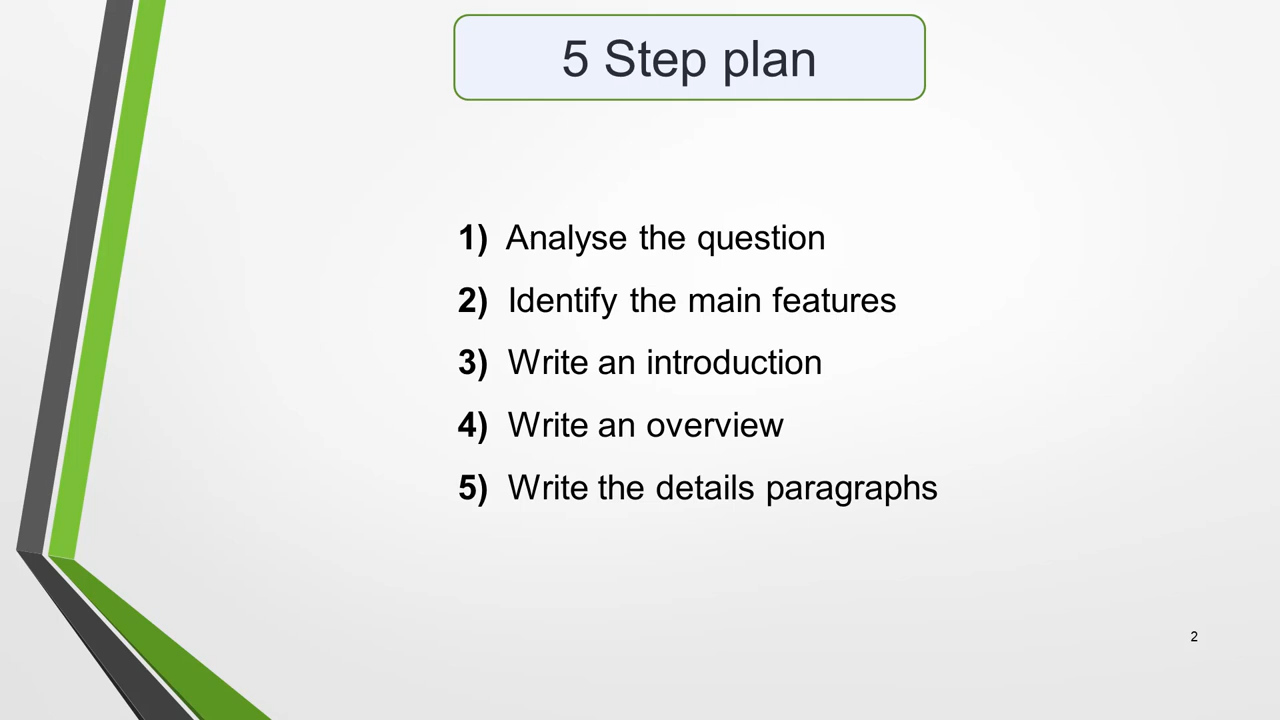 5 Step plan
1) Analyse the question
2) Identify the main features
3) Write an introduction
4) Write an overview
5) Write the details paragraphs
2